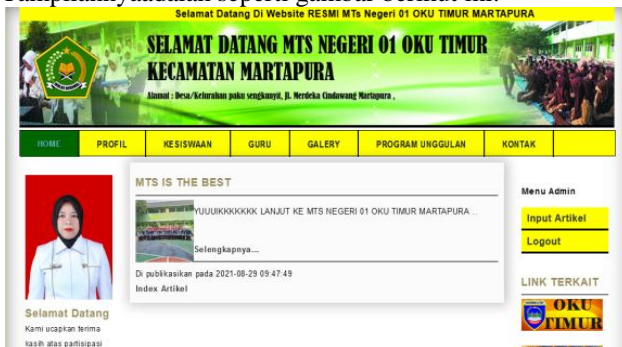 Tampilannyaadalah seperti gambar berikut ini.
Selamat Datang Di Website RESMI MTs Negeri 01 OKU TIMUR MARTAPURA
SELAMAT DATANG MTS NEGERI 01 OKU TIMUR
KECAMATAN MARTAPURA
Alamat : Desa/Kelurahan paku sengkunyit, Jl. Merdeka Cindawang Martapura ,
HOME PROFIL KESISWAAN GURU GALERY PROGRAM UNGGULAN KONTAK
MTS IS THE BEST
YUUUIKKKKKKK LANJUT KE MTS NEGERI 01 OKU TIMUR MARTAPURA ..
Selengkapnya....
Di publikasikan pada 2021-08-29 09:47:49
Index Artikel
Selamat Datang
Kami ucapkan terima
kasih atas partisipasi
Menu Admin
Input Artikel
Logout
LINK TERKAIT
OKU
TIMUR